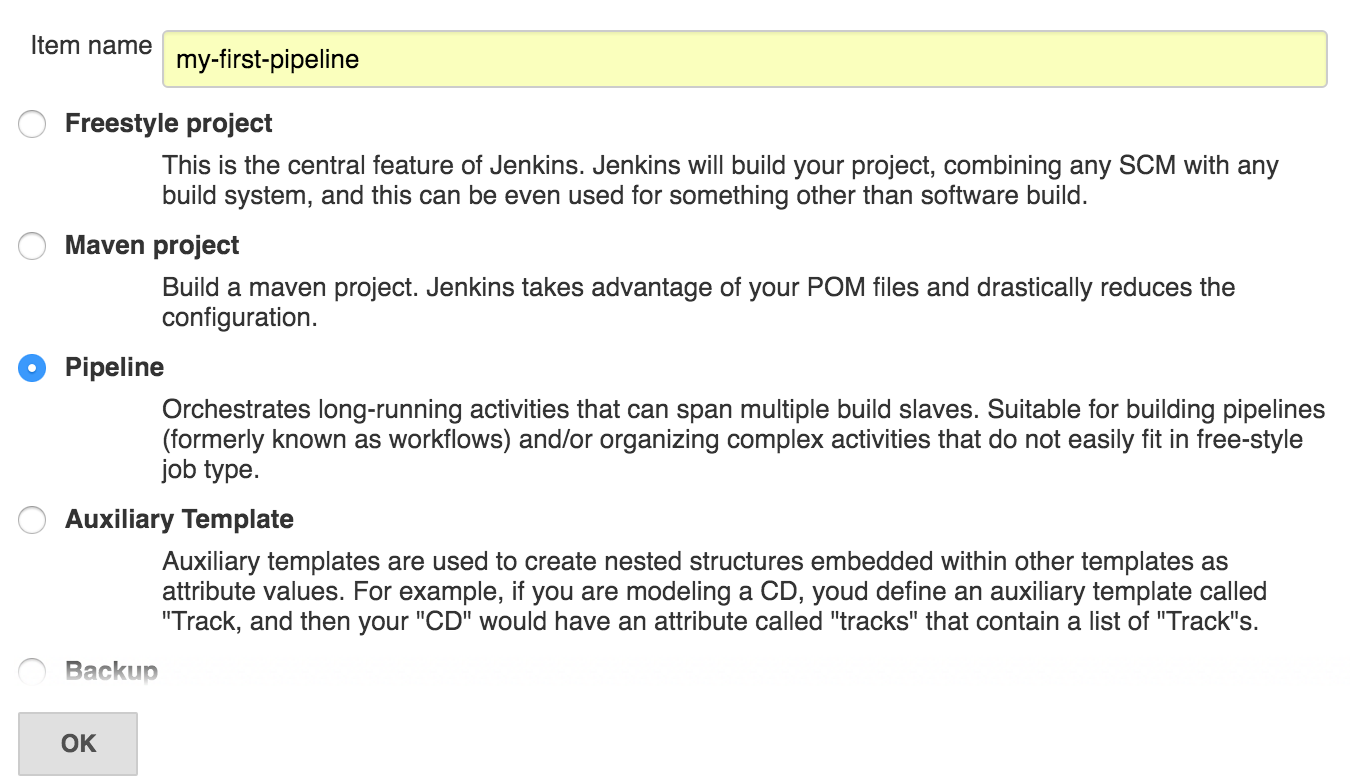 Item name
my-first-pipeline
Freestyle project
This is the central feature of Jenkins. Jenkins will build your project, combining any SCM with any
build system, and this can be even used for something other than software build.
Maven project
Build a maven project. Jenkins takes advantage of your POM files and drastically reduces the
configuration.
Pipeline
Orchestrates long-running activities that can span multiple build slaves. Suitable for building pipelines
(formerly known as workflows) and/or organizing complex activities that do not easily fit in free-style
job type.
Auxiliary Template
Auxiliary templates are used to create nested structures embedded within other templates as
attribute values. For example, if you are modeling a CD, youd define an auxiliary template called
"Track, and then your "CD" would have an attribute called "tracks" that contain a list of "Track"s.
Backup
OK